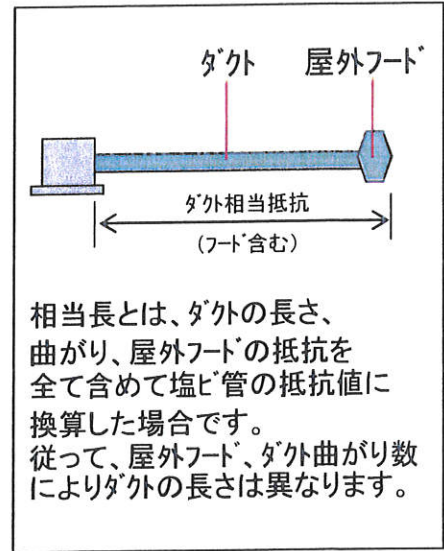 ダクト 屋外フード
ダクト相当抵抗
(フード含む)
相当長とは、ダクトの長さ、
曲がり、屋外フードの抵抗を
全て含めて塩ビ管の抵抗値に
換算した場合です。
従って、屋外フード、ダクト曲がり数
によりダクトの長さは異なります。